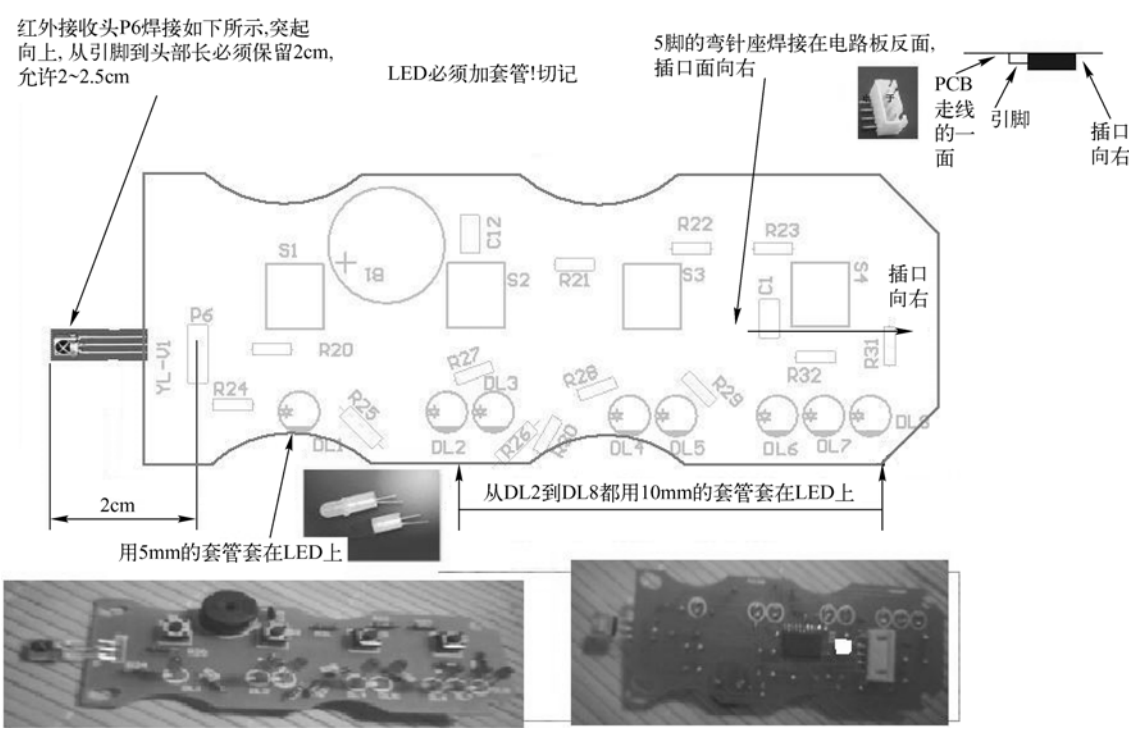 红外接收头P6焊接如下所示,突起
向上, 从引脚到头部长必须保留2cm,
允许2~2.5cm
LED必须加套管!切记
5脚的弯针座焊接在电路板反面,
插口面向右
PCB
走线
的一
面
引脚
插口
向右
S1
B1
C12
S2
R21
R22
S3
R23
C1
S4
插口
向右
P6
YL-V1
R20
R24
DL1
R25
R27
DL3
DL2
R26
R30
R28
DL4
DL5
R29
R32
R31
DL6
DL7
DL8
2cm
用5mm的套管套在LED上
从DL2到DL8都用10mm的套管套在LED上